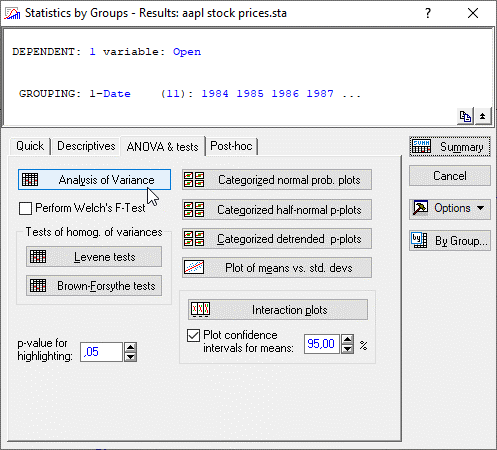 Statistics by Groups - Results: aapl stock prices.sta
DEPENDENT: 1 variable: Open
GROUPING: 1-Date (11): 1984 1985 1986 1987 ...
Quick Descriptives ANOVA & tests Post-hoc
Analysis of Variance
Perform Welch's F-Test
Tests of homog. of variances
Levene tests
Brown-Forsythe tests
p-value for
highlighting: ,05
Categorized normal prob. plots
Categorized half-normal p-plots
Categorized detrended p-plots
Plot of means vs. std. devs
Interaction plots
Plot confidence
intervals for means: 95,00 %
Summary
Cancel
Options
By Group...